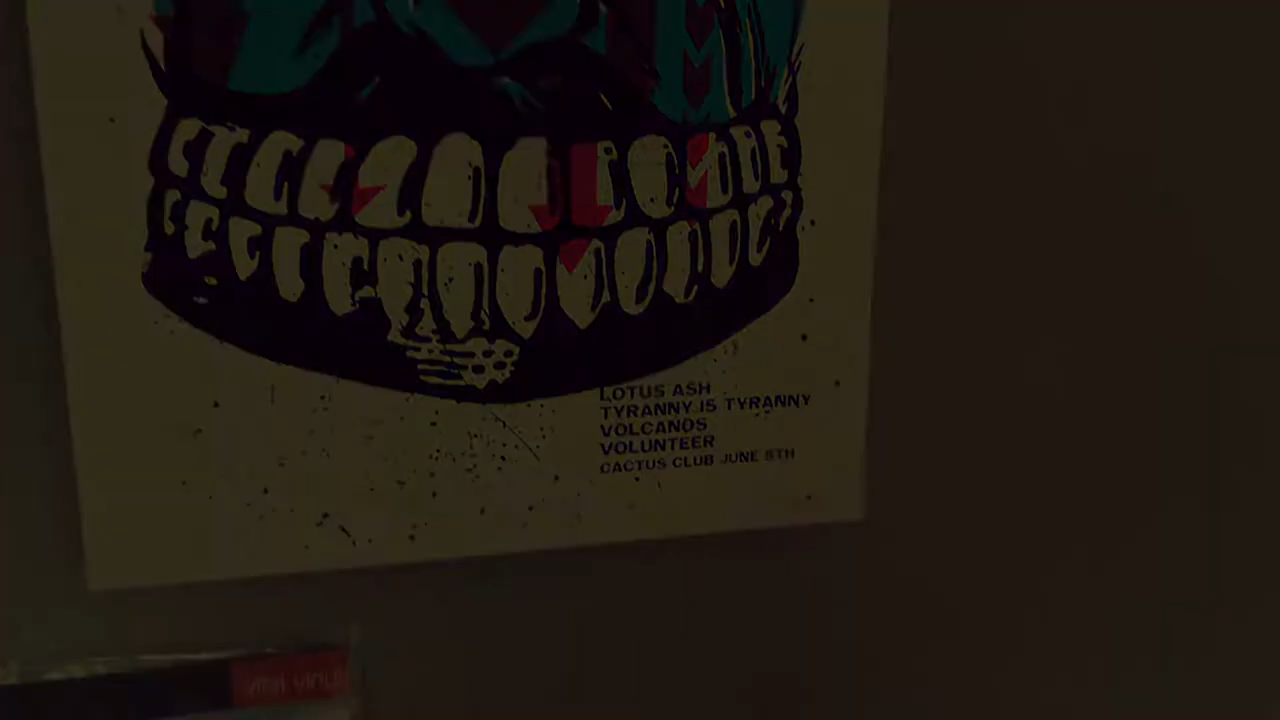 LOTUS ASH
TYRANNY IS TYRANNY
VOLCANOS
VOLUNTEER
CACTUS CLUB JUNE 8TH